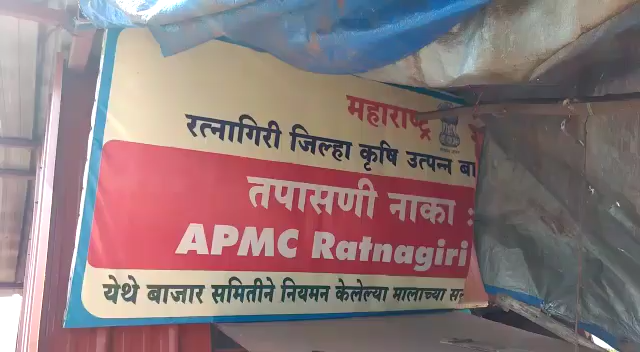 महाराष्ट्र
रत्नागिरी जिल्हा कृषि उत्पन्न बा
तपासणी नाका :
APMC Ratnagiri
येथे बाजार समितीने नियमन केलेल्या मालाच्या